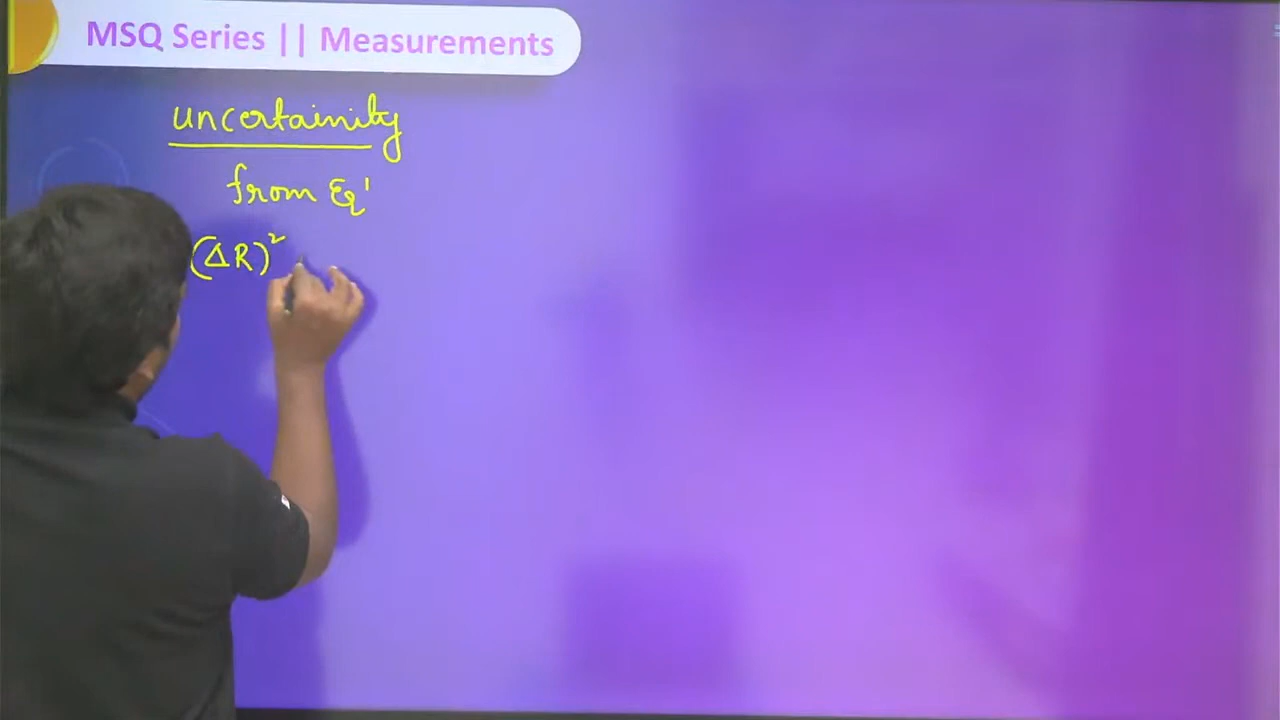 MSQ Series || Measurements
uncertainity
from Eq'
(ΔR)²